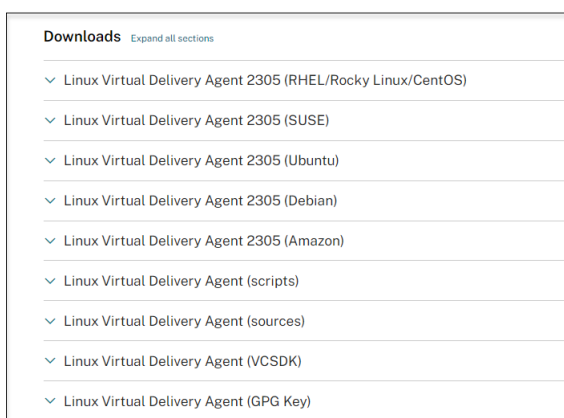 Downloads Expand all sections
Linux Virtual Delivery Agent 2305 (RHEL/Rocky Linux/CentOS)
Linux Virtual Delivery Agent 2305 (SUSE)
Linux Virtual Delivery Agent 2305 (Ubuntu)
Linux Virtual Delivery Agent 2305 (Debian)
Linux Virtual Delivery Agent 2305 (Amazon)
Linux Virtual Delivery Agent (scripts)
Linux Virtual Delivery Agent (sources)
Linux Virtual Delivery Agent (VCSDK)
Linux Virtual Delivery Agent (GPG Key)